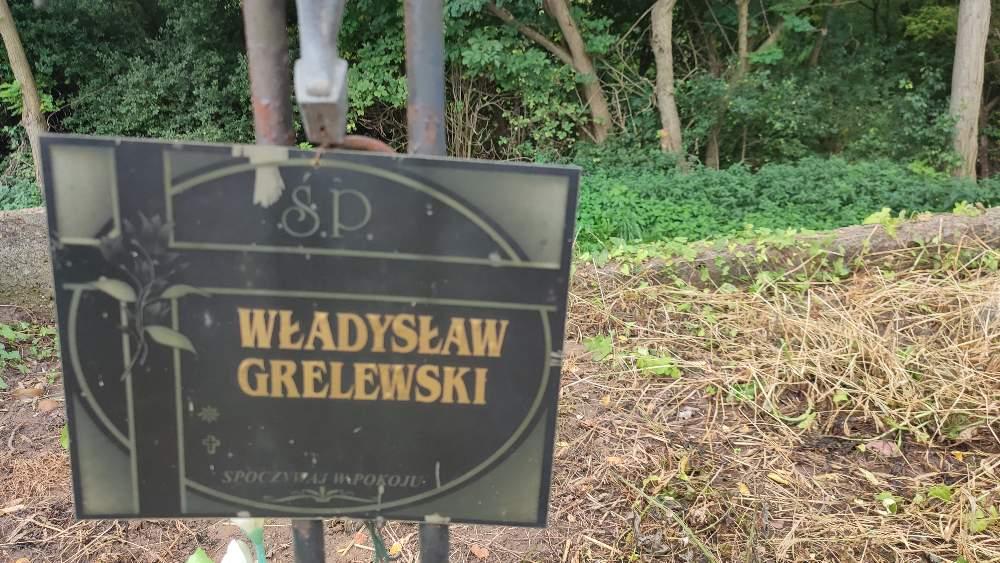 Ś.P.
WŁADYSŁAW
GRELEWSKI
SPOCZYWAJ W POKOJU